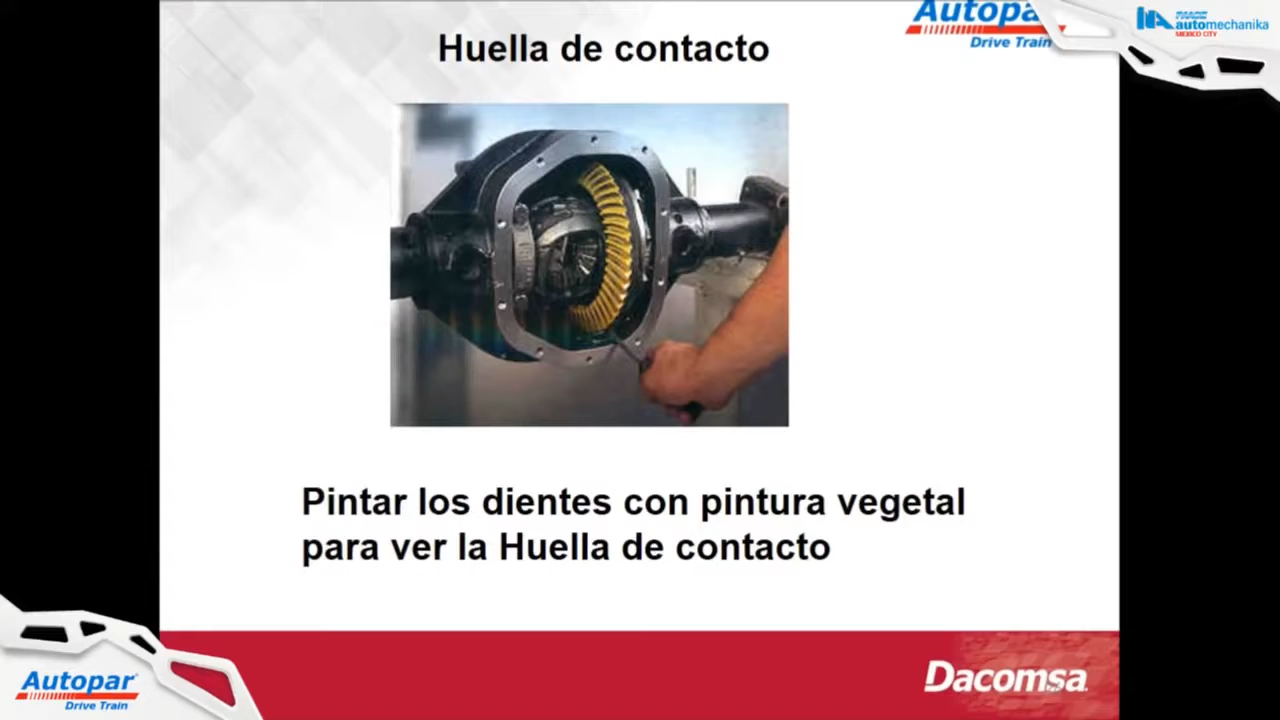 Huella de contacto
Autopa
Drive Train
automechanika
MEXICO CITY
Pintar los dientes con pintura vegetal
para ver la Huella de contacto
Autopar
Drive Train
Dacomsa